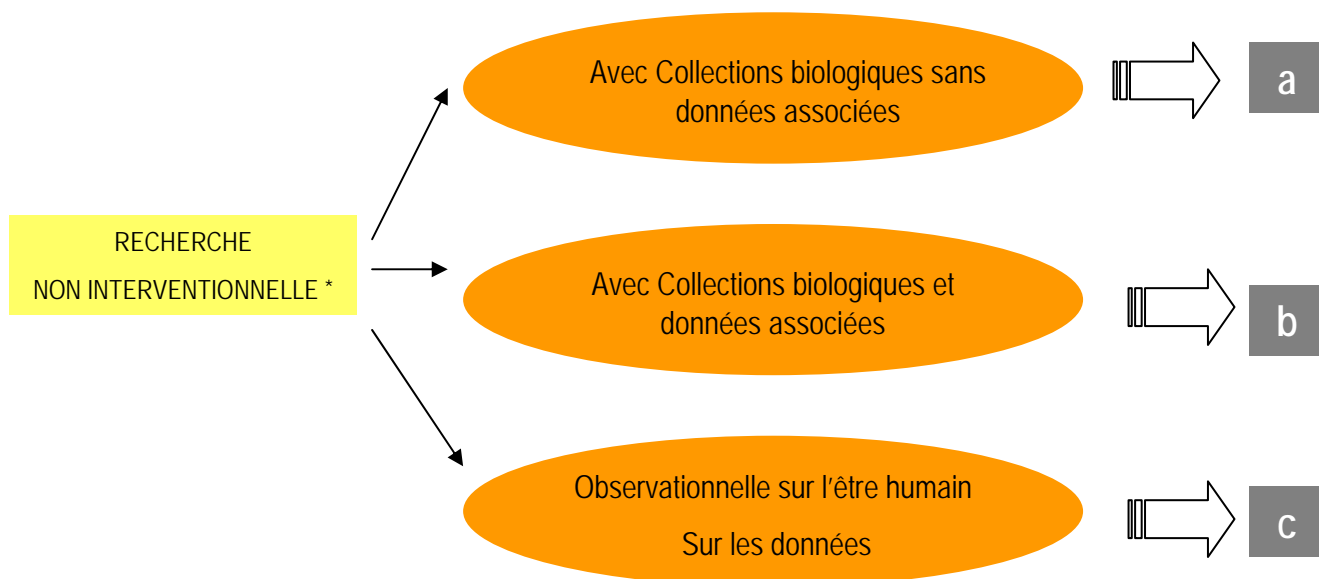 Avec Collections biologiques sans
données associées
a
RECHERCHE
NON INTERVENTIONNELLE *
Avec Collections biologiques et
données associées
b
Observationnelle sur l'être humain
Sur les données
c